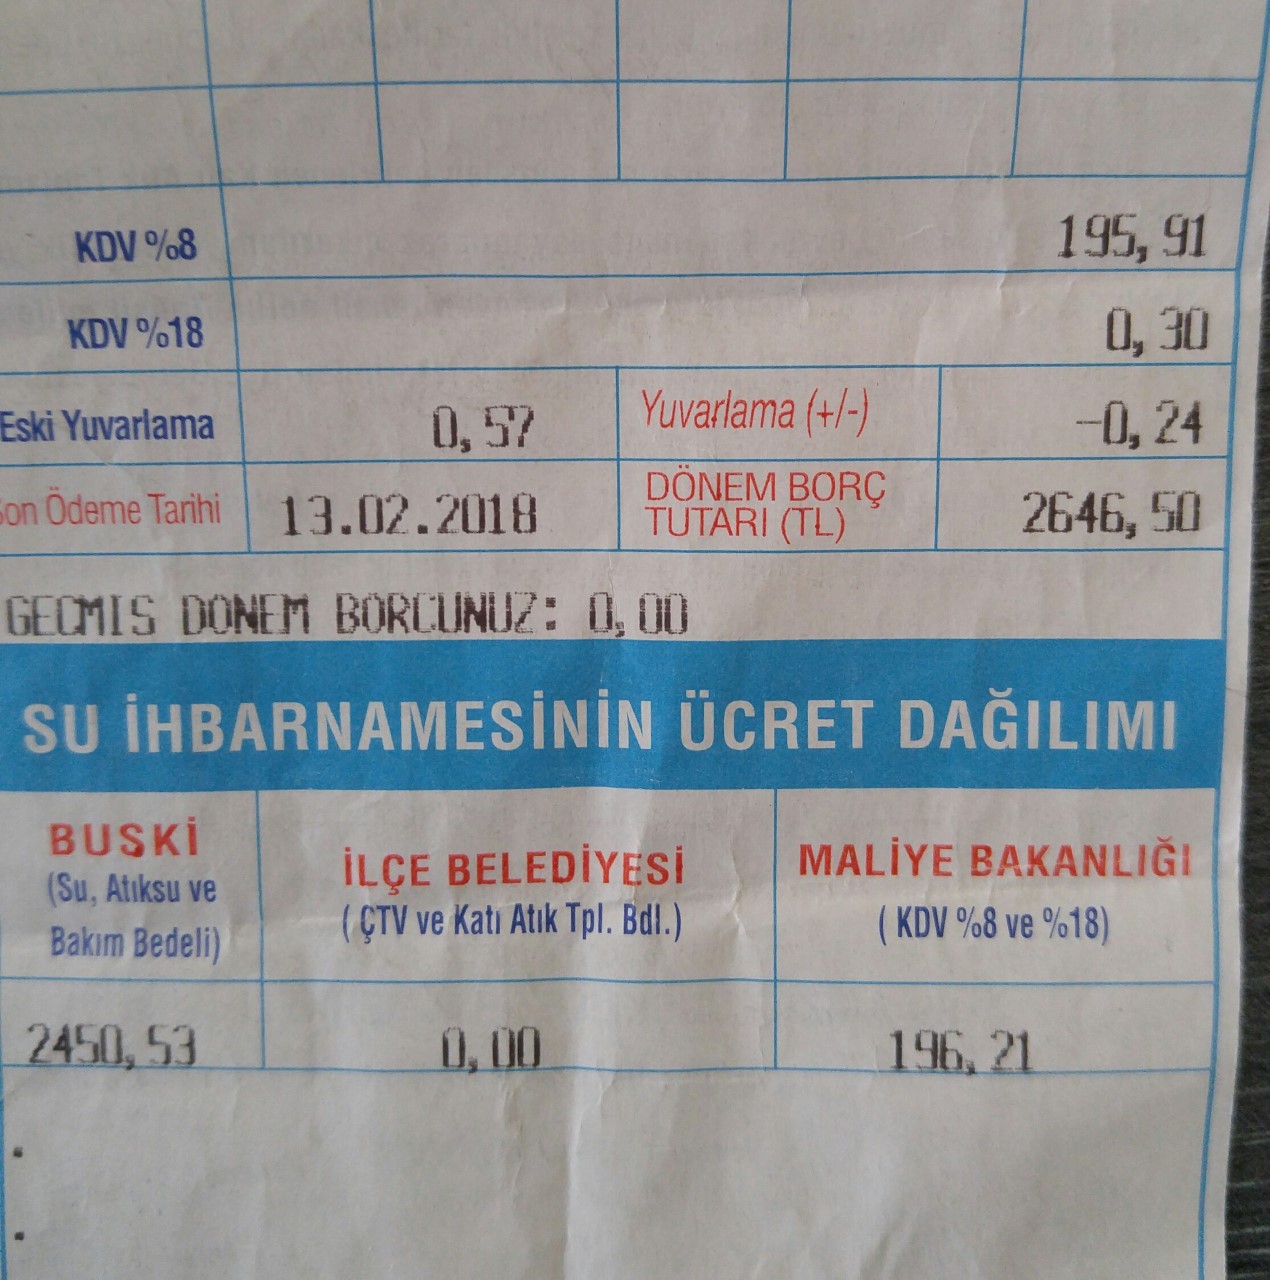 KDV %8 195,91
KDV %18 0,30
Eski Yuvarlama 0,57 Yuvarlama (+/-) -0,24
Son Ödeme Tarihi 13.02.2018 DÖNEM BORÇ TUTARI (TL) 2646,50
GECMIS DONEM BORCUNUZ: 0,00
SU İHBARNAMESİNİN ÜCRET DAĞILIMI
BUSKİ
(Su, Atıksu ve
Bakım Bedeli)
İLÇE BELEDİYESİ
( ÇTV ve Katı Atık Tpl. Bdl.)
MALİYE BAKANLIĞI
( KDV %8 ve %18)
2450,53 0,00 196,21